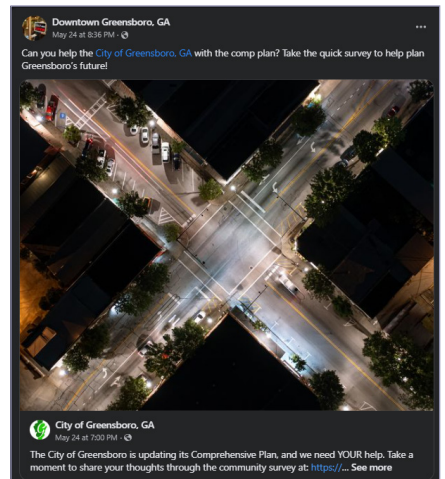 Downtown Greensboro, GA
May 24 at 8:36 PM ·
Can you help the City of Greensboro, GA with the comp plan? Take the quick survey to help plan
Greensboro's future!
City of Greensboro, GA
May 24 at 7:00 PM ·
The City of Greensboro is updating its Comprehensive Plan, and we need YOUR help. Take a
moment to share your thoughts through the community survey at: https://... See more